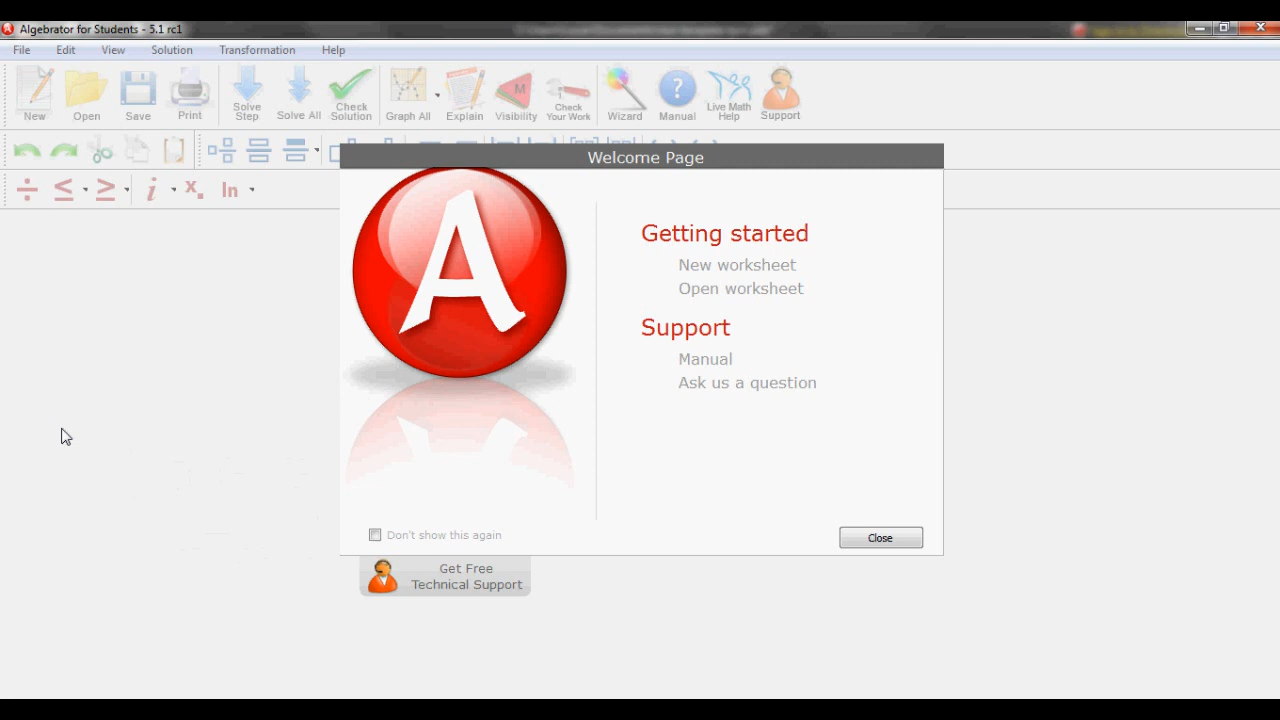 Algebrator for Students - 5.1 rc1
File Edit View Solution Transformation Help
New Open Save Print Solve Step Solve All Check Solution Graph All Explain M Visibility Check Your Work Wizard ? Manual Live Math Help Support
÷ ≤ ≥ i x ln
Welcome Page
A
Getting started
New worksheet
Open worksheet
Support
Manual
Ask us a question
Don't show this again
Close
Get Free
Technical Support